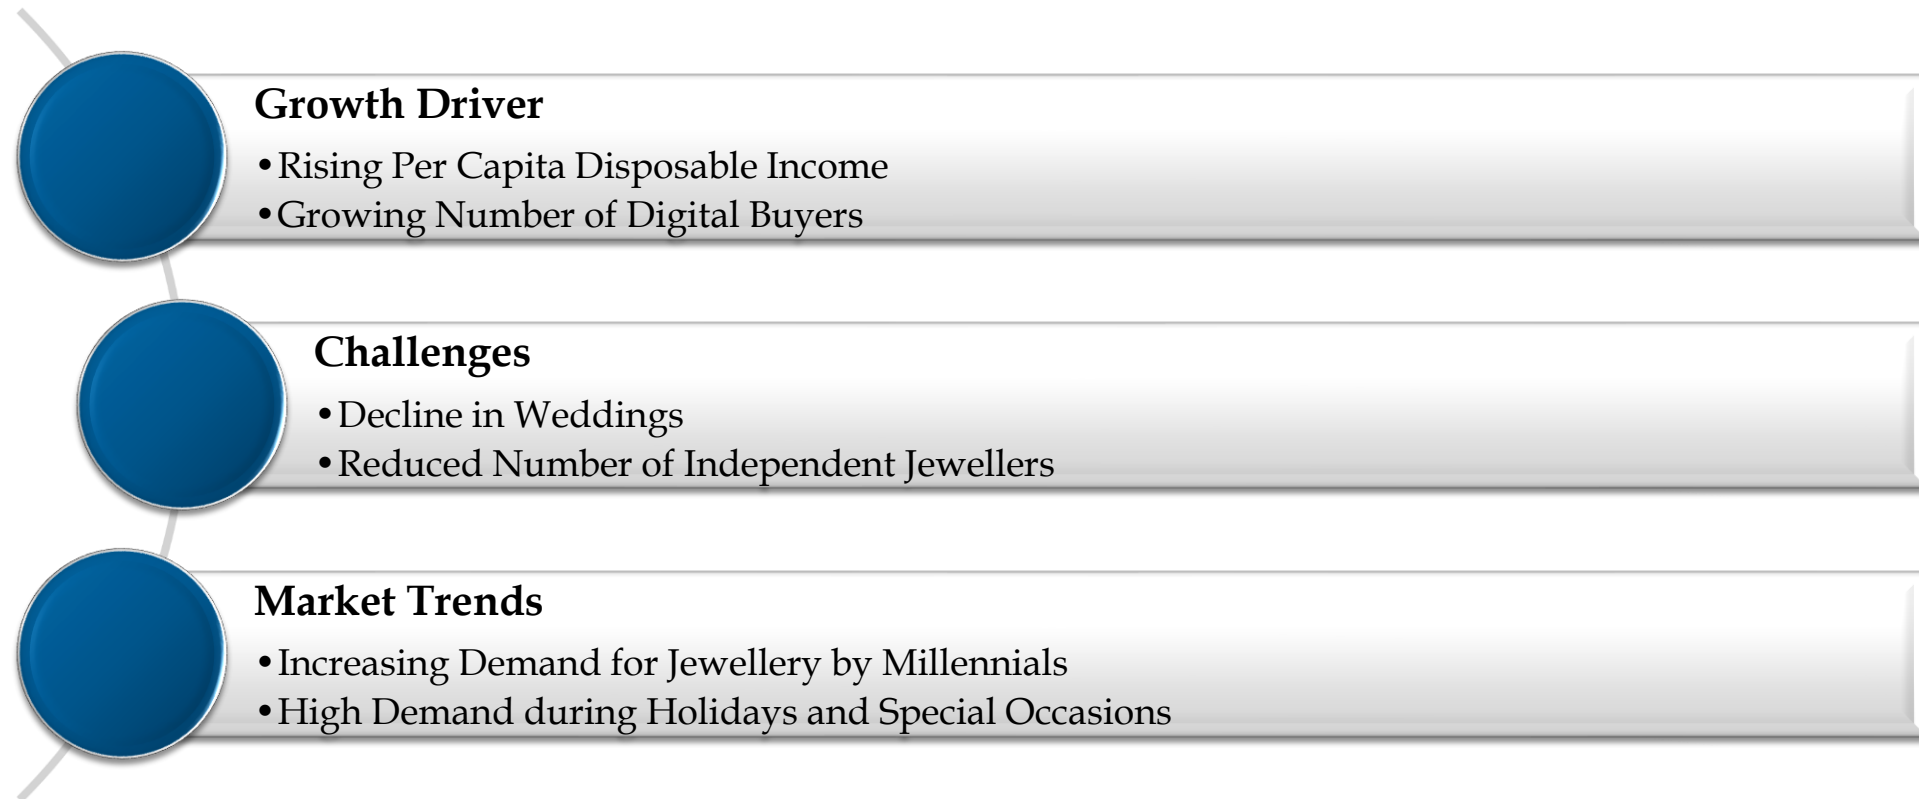 Growth Driver
•Rising Per Capita Disposable Income
•Growing Number of Digital Buyers
Challenges
•Decline in Weddings
•Reduced Number of Independent Jewellers
Market Trends
•Increasing Demand for Jewellery by Millennials
•High Demand during Holidays and Special Occasions